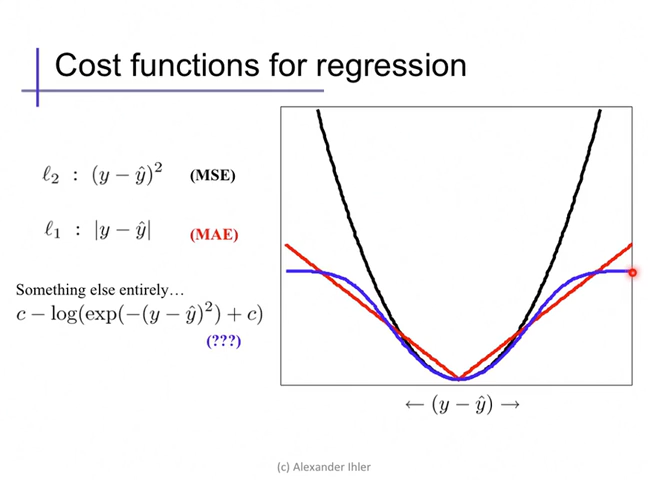 Cost functions for regression
ℓ₂ : (y − ŷ)² (MSE)
ℓ₁ : |y − ŷ| (MAE)
Something else entirely…
c − log(exp(−(y − ŷ)²) + c)
(???)
← (y − ŷ) →
(c) Alexander Ihler